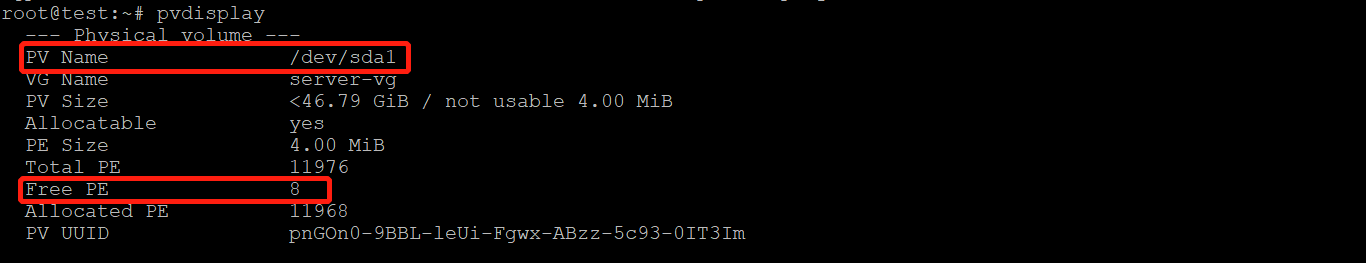 root@test:~# pvdisplay
--- Physical volume ---
PV Name /dev/sda1
VG Name server-vg
PV Size <46.79 GiB / not usable 4.00 MiB
Allocatable yes
PE Size 4.00 MiB
Total PE 11976
Free PE 8
Allocated PE 11968
PV UUID pnGOn0-9BBL-leUi-Fgwx-ABzz-5c93-0IT3Im